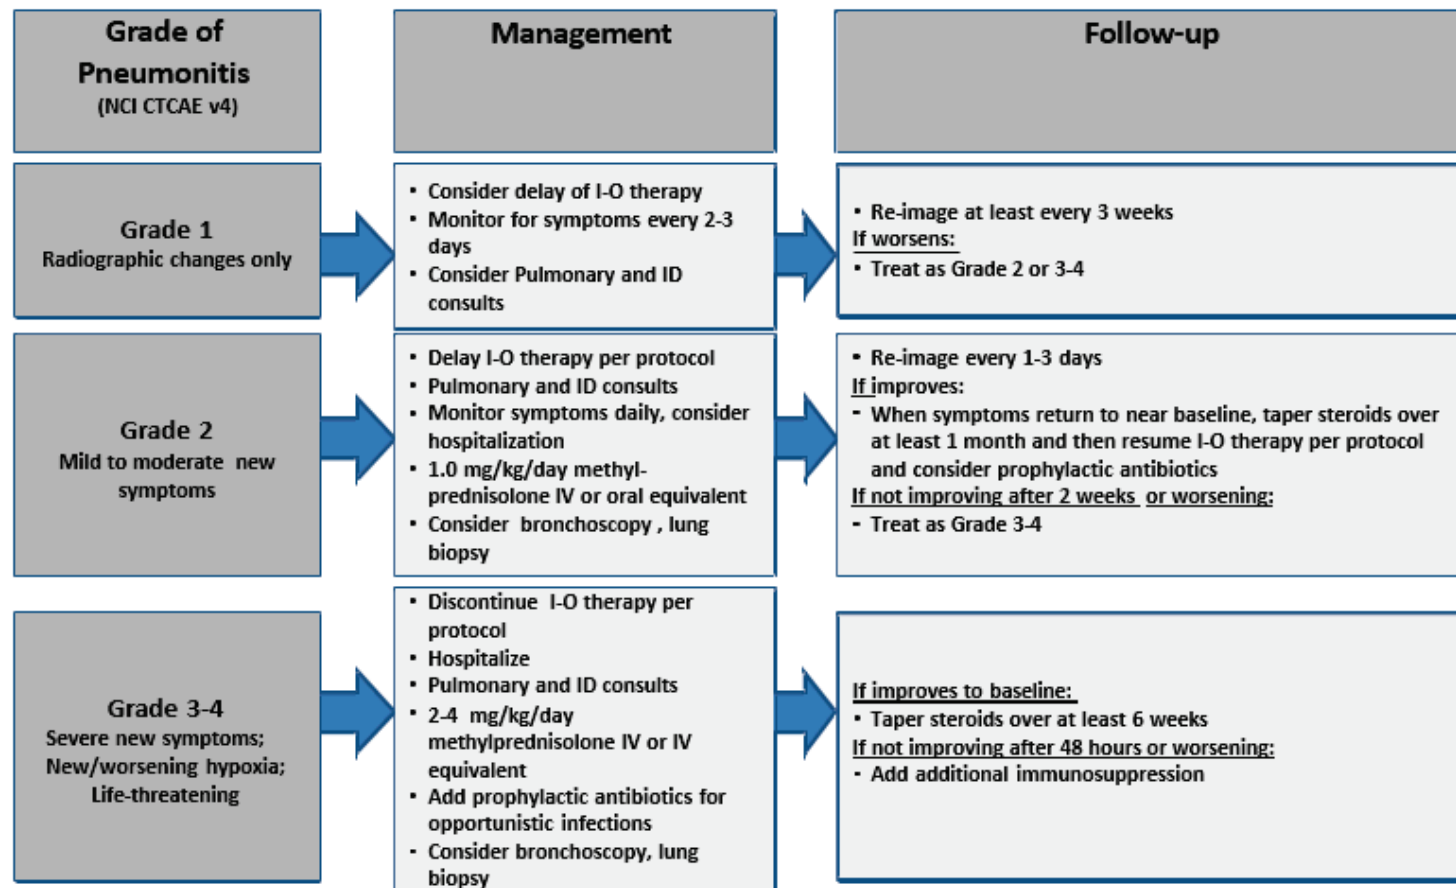 Grade of
Pneumonitis
(NCI CTCAE v4)
Management
Follow-up
Grade 1
Radiographic changes only
• Consider delay of I-O therapy
• Monitor for symptoms every 2-3
days
• Consider Pulmonary and ID
consults
• Re-image at least every 3 weeks
If worsens:
• Treat as Grade 2 or 3-4
Grade 2
Mild to moderate new
symptoms
• Delay I-O therapy per protocol
• Pulmonary and ID consults
• Monitor symptoms daily, consider
hospitalization
• 1.0 mg/kg/day methyl-
prednisolone IV or oral equivalent
• Consider bronchoscopy , lung
biopsy
• Re-image every 1-3 days
If improves:
- When symptoms return to near baseline, taper steroids over
at least 1 month and then resume I-O therapy per protocol
and consider prophylactic antibiotics
If not improving after 2 weeks or worsening:
- Treat as Grade 3-4
Grade 3-4
Severe new symptoms;
New/worsening hypoxia;
Life-threatening
• Discontinue I-O therapy per
protocol
• Hospitalize
• Pulmonary and ID consults
• 2-4 mg/kg/day
methylprednisolone IV or IV
equivalent
• Add prophylactic antibiotics for
opportunistic infections
• Consider bronchoscopy, lung
biopsy
If improves to baseline:
• Taper steroids over at least 6 weeks
If not improving after 48 hours or worsening:
- Add additional immunosuppression